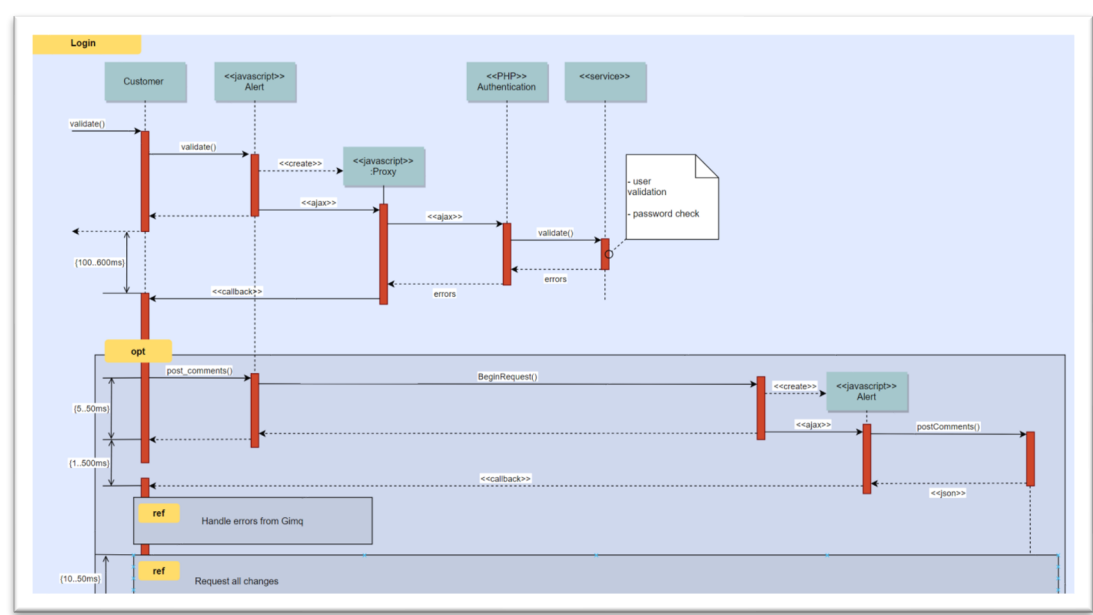 Login
Customer
<<javascript>>
Alert
<<PHP>>
Authentication
<<service>>
validate()
validate()
<<create>>
<<javascript>>
:Proxy
- user
validation
- password check
<<ajax>>
<<ajax>>
validate()
{100..600ms}
errors
errors
<<callback>>
opt
post_comments()
BeginRequest()
<<create>>
<<javascript>>
Alert
{5..50ms}
<<ajax>>
postComments()
{1..500ms}
<<callback>>
<<json>>
ref
Handle errors from Gimq
ref
Request all changes
{10..50ms}